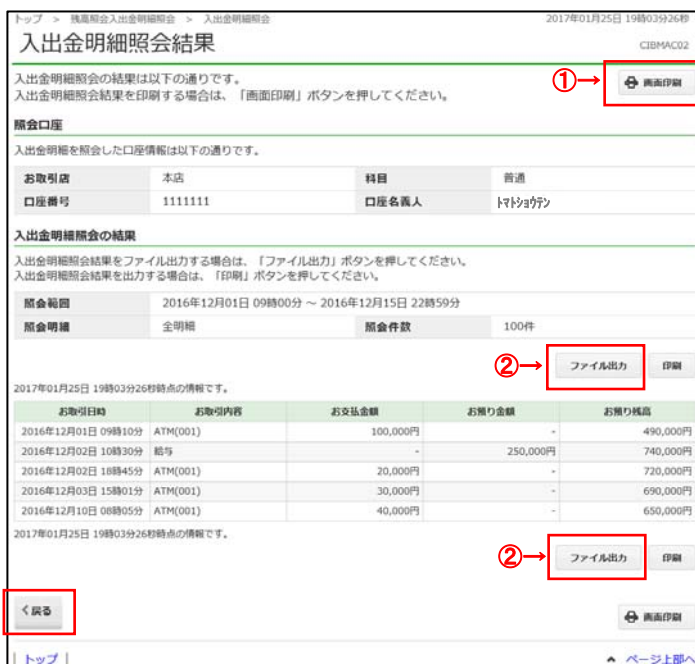 トップ > 残高照会入出金明細照会 > 入出金明細照会 2017年01月25日 19時03分26秒
入出金明細照会結果 CIBMAC02
入出金明細照会の結果は以下の通りです。
入出金明細照会結果を印刷する場合は、「画面印刷」ボタンを押してください。
①→ 画面印刷
照会口座
入出金明細を照会した口座情報は以下の通りです。
お取引店 本店 科目 普通
口座番号 1111111 口座名義人 トマトショウテン
入出金明細照会の結果
入出金明細照会結果をファイル出力する場合は、「ファイル出力」ボタンを押してください。
入出金明細照会結果を出力する場合は、「印刷」ボタンを押してください。
照会範囲 2016年12月01日 09時00分 ~ 2016年12月15日 22時59分
照会明細 全明細 照会件数 100件
②→ ファイル出力 印刷
2017年01月25日 19時03分26秒時点の情報です。
お取引日時 お取引内容 お支払金額 お預り金額 お預り残高
2016年12月01日 09時10分 ATM(001) 100,000円 - 490,000円
2016年12月02日 10時30分 給与 - 250,000円 740,000円
2016年12月02日 18時45分 ATM(001) 20,000円 - 720,000円
2016年12月03日 15時01分 ATM(001) 30,000円 - 690,000円
2016年12月10日 08時05分 ATM(001) 40,000円 - 650,000円
2017年01月25日 19時03分26秒時点の情報です。
②→ ファイル出力 印刷
く戻る 画面印刷
トップ | ページ上部へ